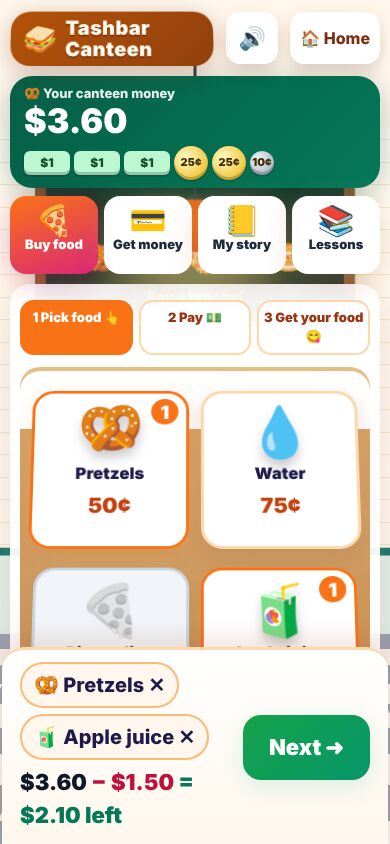 Tashbar
Canteen
Home
Your canteen money
$3.60
$1 $1 $1 25¢ 25¢ 10¢
Buy food
Get money
My story
Lessons
1 Pick food
2 Pay
3 Get your food
1
Pretzels
50¢
Water
75¢
1
Pretzels ✕
Apple juice ✕
Next ➜
$3.60 − $1.50 =
$2.10 left